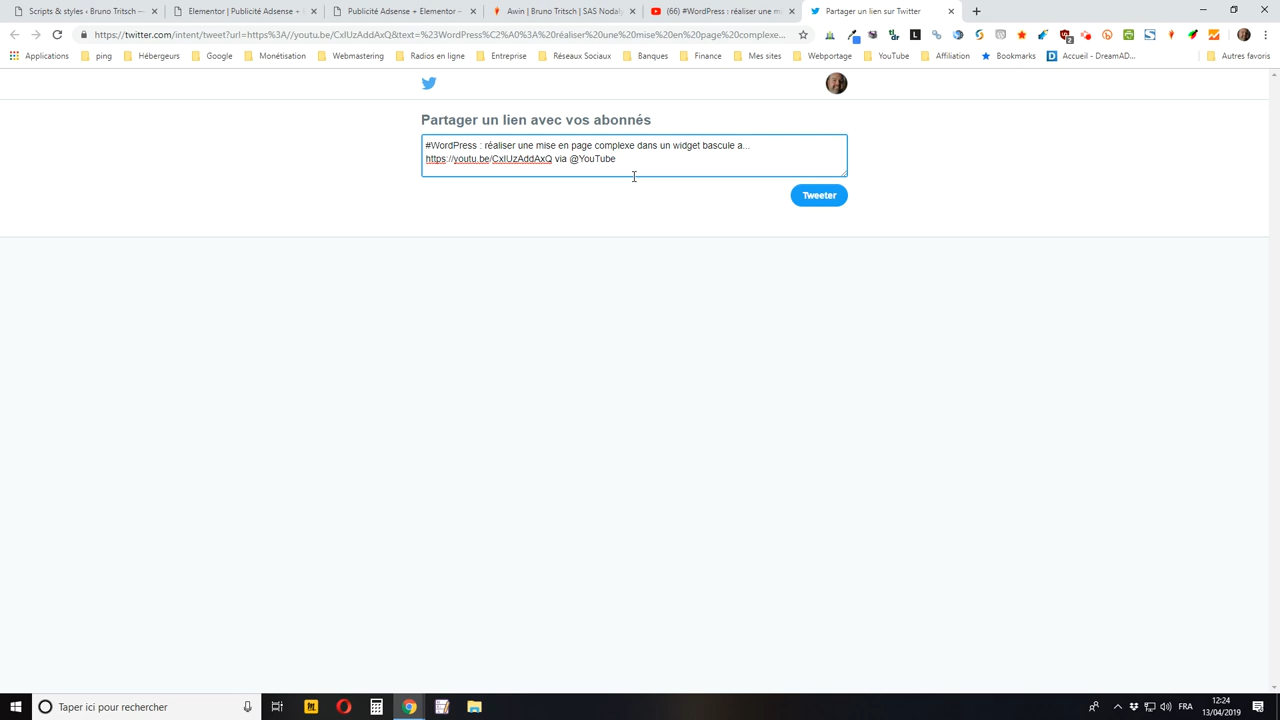 Scripts & styles ‹ Bruno Tritsch —
Elementor | Publicité Adsense +
Publicité Adsense + Elementor –
Awin | Bruno Tritsch | SAS Nodal
(66) #WordPress : réaliser une mi
Partager un lien sur Twitter
https://twitter.com/intent/tweet?url=https%3A//youtu.be/CxlUzAddAxQ&text=%23WordPress%C2%A0%3A%20réaliser%20une%20mise%20en%20page%20complexe...
Applications
ping
Hébergeurs
Google
Monétisation
Webmastering
Radios en ligne
Entreprise
Réseaux Sociaux
Banques
Finance
Mes sites
Webportage
YouTube
Affiliation
Bookmarks
Accueil - DreamAD...
Autres favoris
Partager un lien avec vos abonnés
#WordPress : réaliser une mise en page complexe dans un widget bascule a...
https://youtu.be/CxlUzAddAxQ via @YouTube
Tweeter
Taper ici pour rechercher
FRA
12:24
13/04/2019